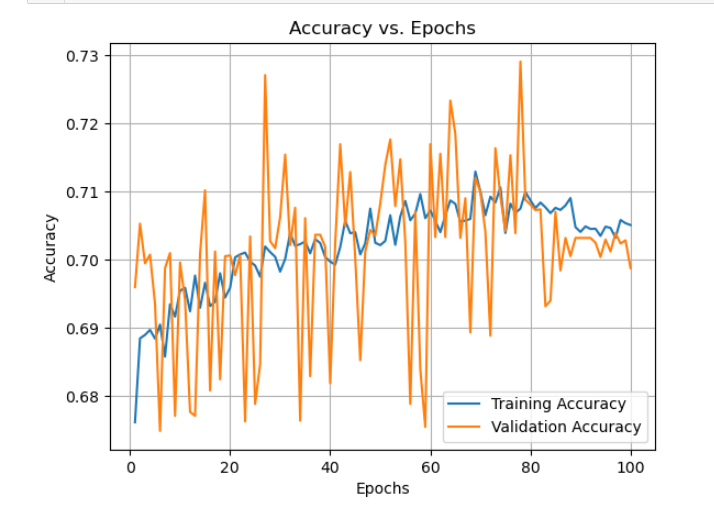 Accuracy vs. Epochs
0.73
0.72
0.71
0.70
0.69
0.68
Accuracy
Training Accuracy
Validation Accuracy
0 20 40 60 80 100
Epochs